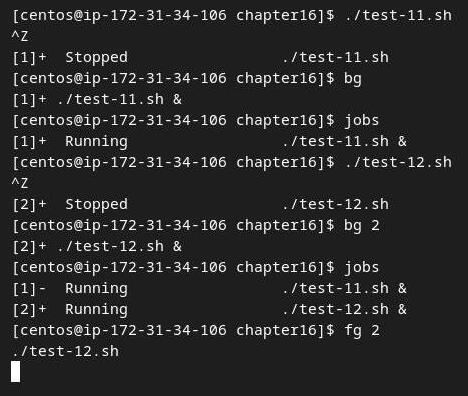 [centos@ip-172-31-34-106 chapter16]$ ./test-11.sh
^Z
[1]+  Stopped                 ./test-11.sh
[centos@ip-172-31-34-106 chapter16]$ bg
[1]+ ./test-11.sh &
[centos@ip-172-31-34-106 chapter16]$ jobs
[1]+  Running                 ./test-11.sh &
[centos@ip-172-31-34-106 chapter16]$ ./test-12.sh
^Z
[2]+  Stopped                 ./test-12.sh
[centos@ip-172-31-34-106 chapter16]$ bg 2
[2]+ ./test-12.sh &
[centos@ip-172-31-34-106 chapter16]$ jobs
[1]-  Running                 ./test-11.sh &
[2]+  Running                 ./test-12.sh &
[centos@ip-172-31-34-106 chapter16]$ fg 2
./test-12.sh